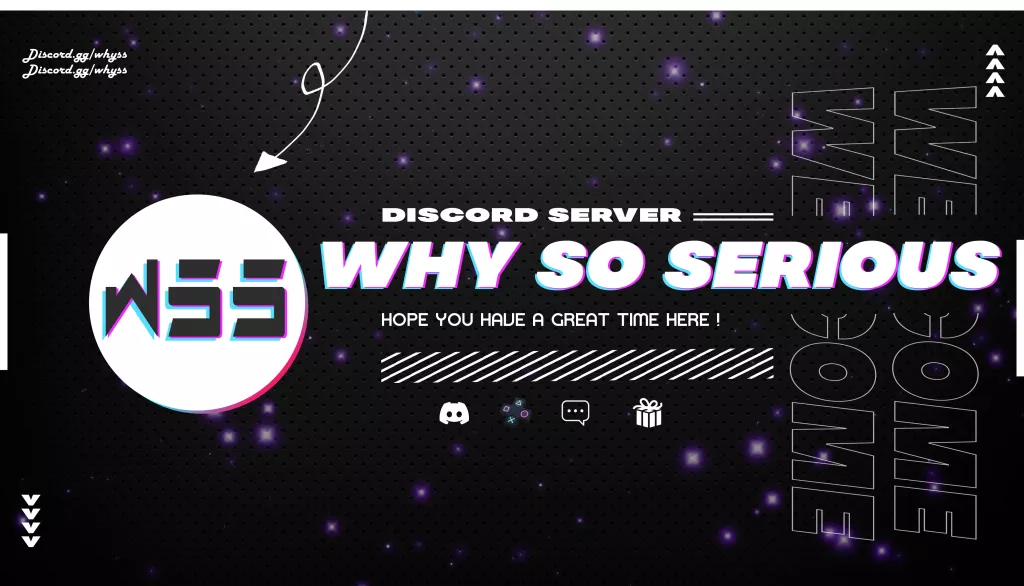 Discord.gg/whyss
Discord.gg/whyss
DISCORD SERVER
WHY SO SERIOUS
WSS
HOPE YOU HAVE A GREAT TIME HERE !
WELCOME
WELCOME